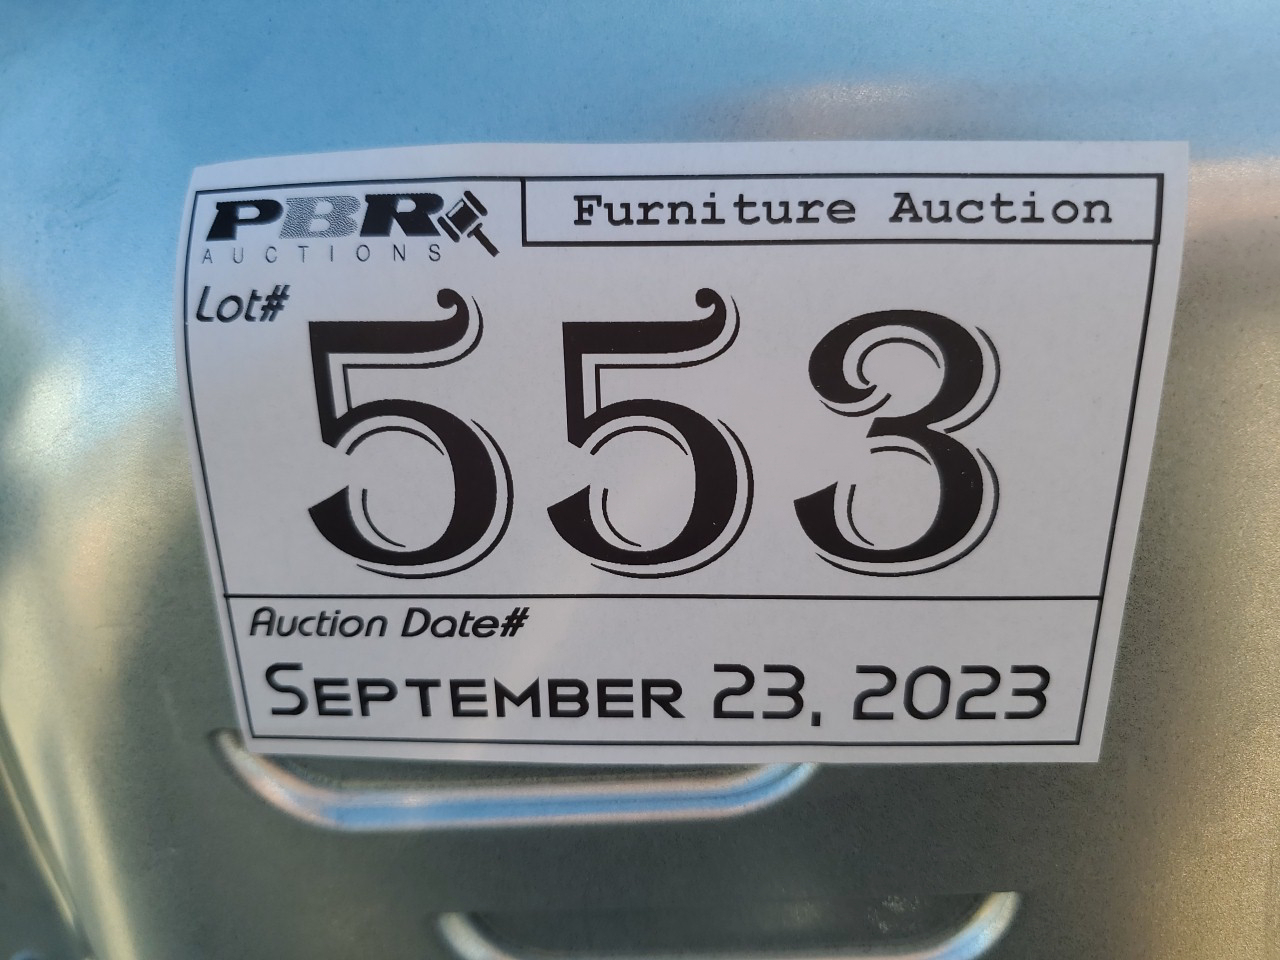 PBR
AUCTIONS
Furniture Auction
Lot#
553
Auction Date#
September 23, 2023